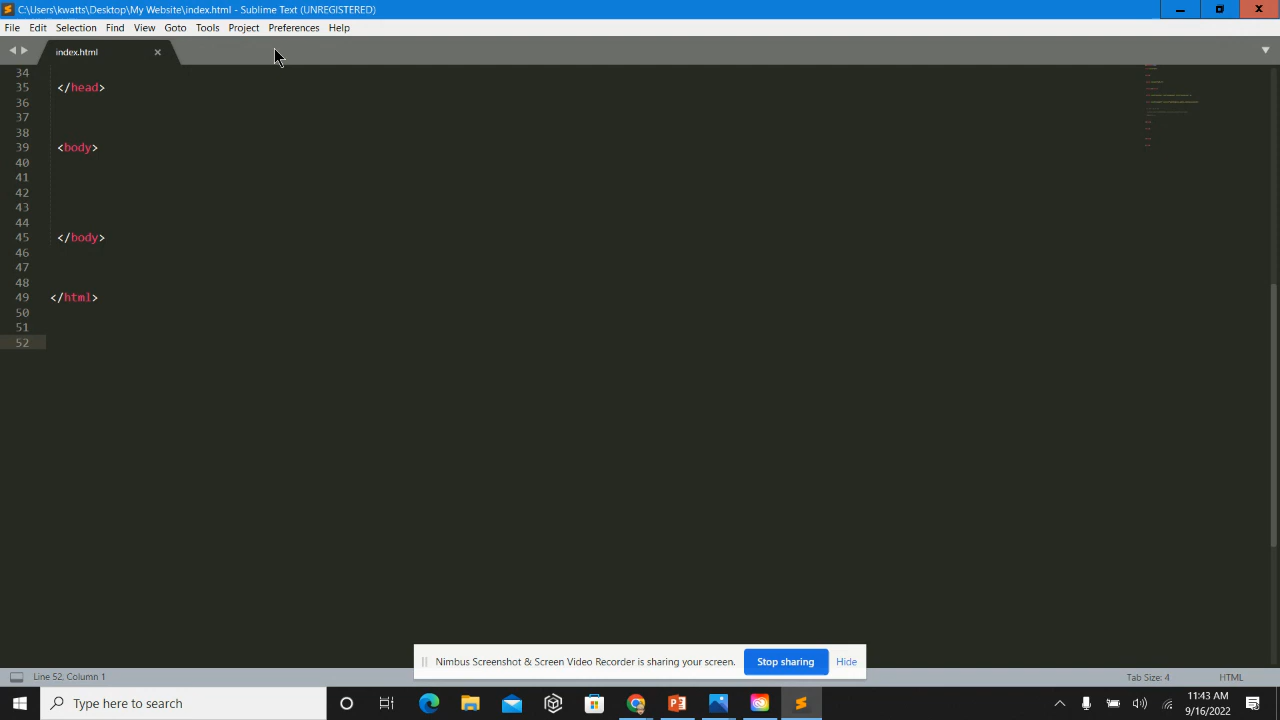 C:\Users\kwatts\Desktop\My Website\index.html - Sublime Text (UNREGISTERED)
File Edit Selection Find View Goto Tools Project Preferences Help
index.html
34
35 </head>
36
37
38
39 <body>
40
41
42
43
44
45 </body>
46
47
48
49 </html>
50
51
52
Nimbus Screenshot & Screen Video Recorder is sharing your screen. Stop sharing Hide
Line 52, Column 1 Tab Size: 4 HTML
Type here to search
11:43 AM
9/16/2022